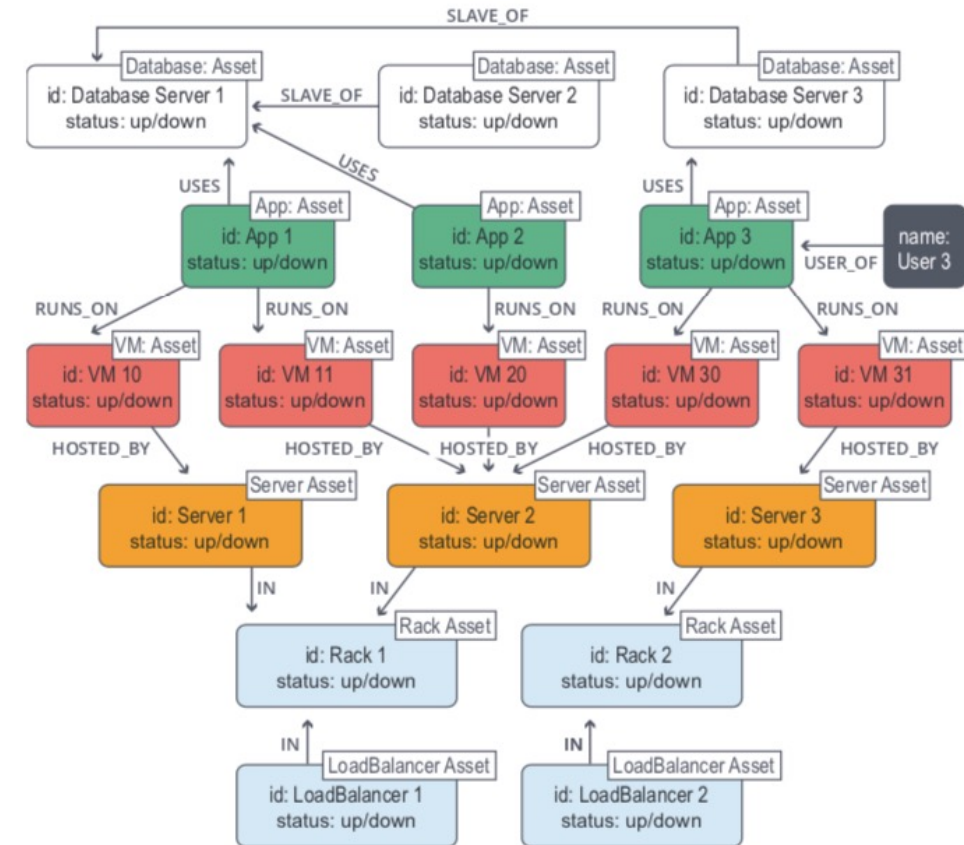 SLAVE_OF
Database: Asset
id: Database Server 1
status: up/down
SLAVE_OF
Database: Asset
id: Database Server 2
status: up/down
Database: Asset
id: Database Server 3
status: up/down
USES
USES
USES
App: Asset
id: App 1
status: up/down
App: Asset
id: App 2
status: up/down
App: Asset
id: App 3
status: up/down
USER_OF
name:
User 3
RUNS_ON
RUNS_ON
RUNS_ON
RUNS_ON
RUNS_ON
VM: Asset
id: VM 10
status: up/down
VM: Asset
id: VM 11
status: up/down
VM: Asset
id: VM 20
status: up/down
VM: Asset
id: VM 30
status: up/down
VM: Asset
id: VM 31
status: up/down
HOSTED_BY
HOSTED_BY
HOSTED_BY
HOSTED_BY
HOSTED_BY
Server Asset
id: Server 1
status: up/down
Server Asset
id: Server 2
status: up/down
Server Asset
id: Server 3
status: up/down
IN
IN
IN
Rack Asset
id: Rack 1
status: up/down
Rack Asset
id: Rack 2
status: up/down
IN
IN
LoadBalancer Asset
id: LoadBalancer 1
status: up/down
LoadBalancer Asset
id: LoadBalancer 2
status: up/down